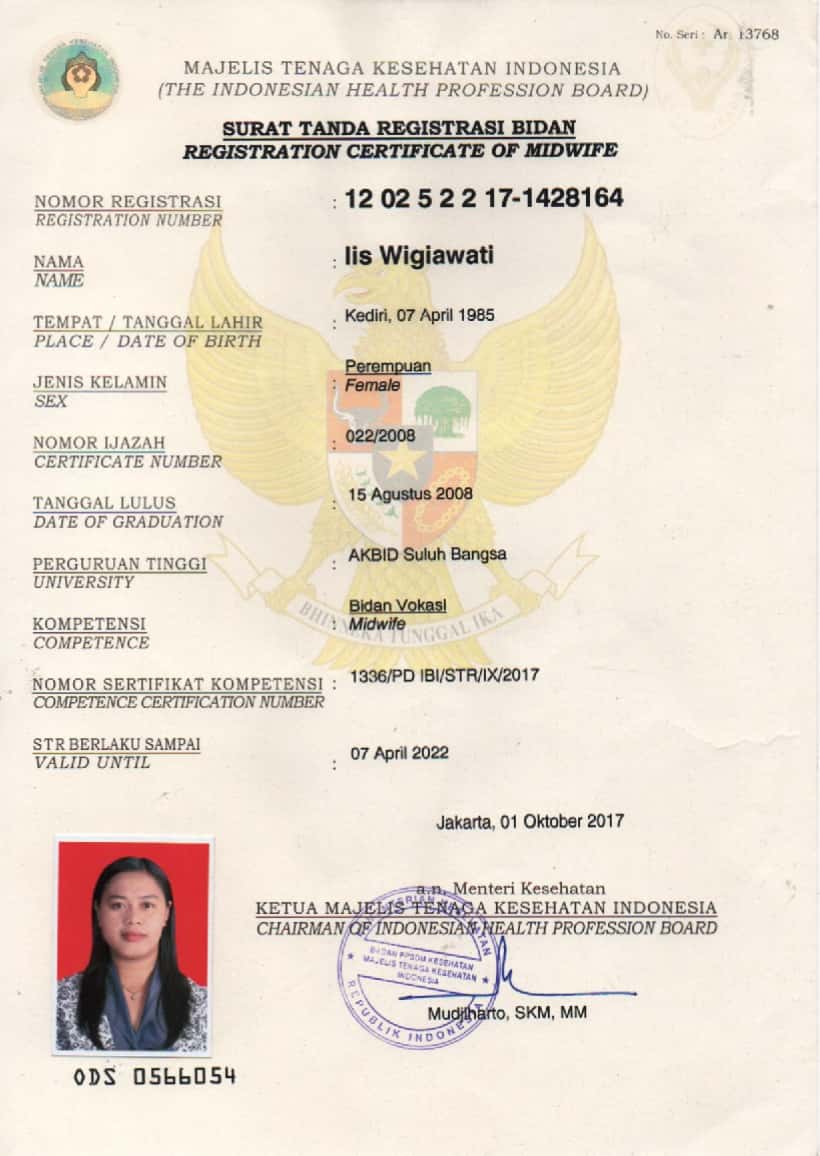 No. Seri : Ar 13768
MAJELIS TENAGA KESEHATAN INDONESIA
(THE INDONESIAN HEALTH PROFESSION BOARD)
SURAT TANDA REGISTRASI BIDAN
REGISTRATION CERTIFICATE OF MIDWIFE
NOMOR REGISTRASI : 12 02 5 2 2 17-1428164
REGISTRATION NUMBER
NAMA : Iis Wigiawati
NAME
TEMPAT / TANGGAL LAHIR : Kediri, 07 April 1985
PLACE / DATE OF BIRTH
JENIS KELAMIN : Perempuan
SEX Female
NOMOR IJAZAH : 022/2008
CERTIFICATE NUMBER
TANGGAL LULUS : 15 Agustus 2008
DATE OF GRADUATION
PERGURUAN TINGGI : AKBID Suluh Bangsa
UNIVERSITY
KOMPETENSI : Bidan Vokasi
COMPETENCE Midwife
BHINNEKA TUNGGAL IKA
NOMOR SERTIFIKAT KOMPETENSI : 1336/PD IBI/STR/IX/2017
COMPETENCE CERTIFICATION NUMBER
STR BERLAKU SAMPAI : 07 April 2022
VALID UNTIL
Jakarta, 01 Oktober 2017
a.n. Menteri Kesehatan
KETUA MAJELIS TENAGA KESEHATAN INDONESIA
CHAIRMAN OF INDONESIAN HEALTH PROFESSION BOARD
KEMENTERIAN KESEHATAN
BADAN PPSDM KESEHATAN
MAJELIS TENAGA KESEHATAN
INDONESIA
REPUBLIK INDONESIA
Mudjiharto, SKM, MM
ODS 0566054